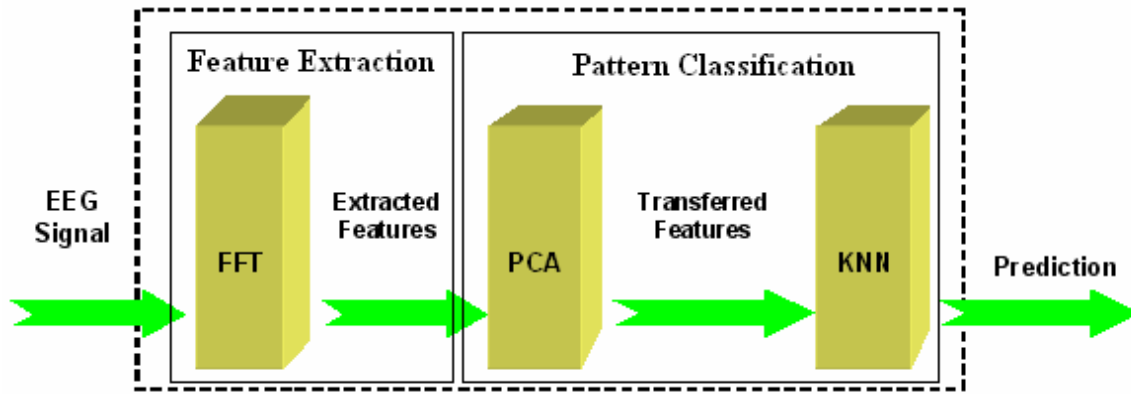 Feature Extraction
Pattern Classification
EEG
Signal
FFT
Extracted
Features
PCA
Transferred
Features
KNN
Prediction